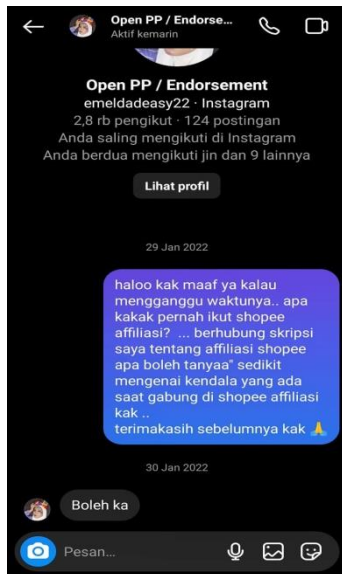 Open PP / Endorse...
Aktif kemarin
Open PP / Endorsement
emeldadeasy22 · Instagram
2,8 rb pengikut · 124 postingan
Anda saling mengikuti di Instagram
Anda berdua mengikuti jin dan 9 lainnya
Lihat profil
29 Jan 2022
haloo kak maaf ya kalau
mengganggu waktunya.. apa
kakak pernah ikut shopee
affiliasi? ... berhubung skripsi
saya tentang affiliasi shopee
apa boleh tanyaa" sedikit
mengenai kendala yang ada
saat gabung di shopee affiliasi
kak ..
terimakasih sebelumnya kak 🙏
30 Jan 2022
Boleh ka
Pesan...